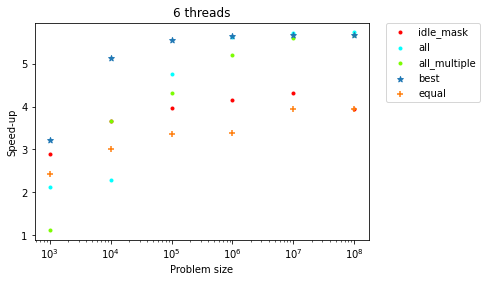 6 threads
idle_mask
all
all_multiple
best
equal
Speed-up
5
4
3
2
1
10³ 10⁴ 10⁵ 10⁶ 10⁷ 10⁸
Problem size